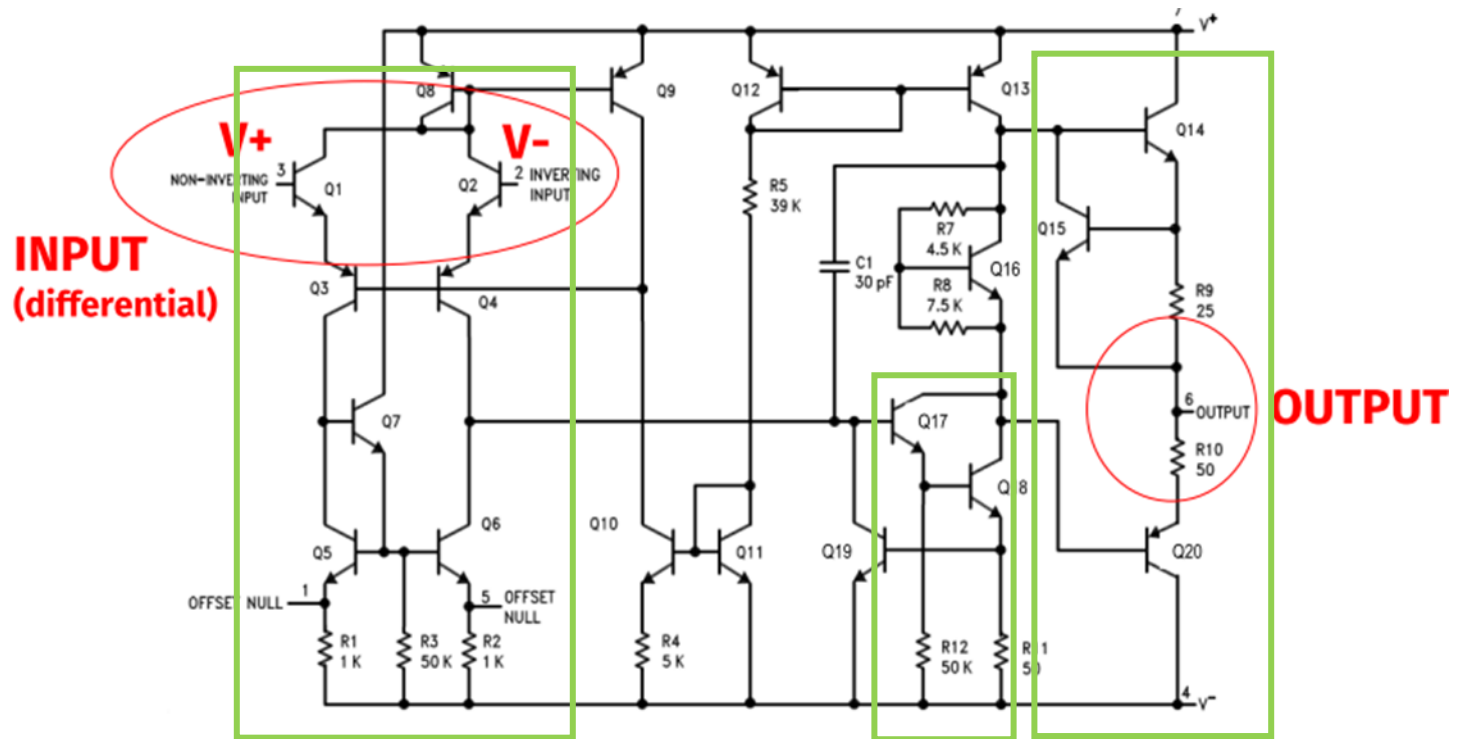 7
V+
Q8
Q9
Q12
Q13
Q14
V+
V-
3
NON-INVERTING
INPUT
Q1
Q2
2 INVERTING
INPUT
R5
39 K
R7
4.5 K
Q15
INPUT
(differential)
Q3
Q4
C1
30 pF
Q16
R8
7.5 K
R9
25
6
OUTPUT
OUTPUT
Q7
Q17
R10
50
Q18
Q5
Q6
Q10
Q11
Q19
Q20
OFFSET NULL
1
5 OFFSET
NULL
R1
1 K
R3
50 K
R2
1 K
R4
5 K
R12
50 K
R11
50
4
V-